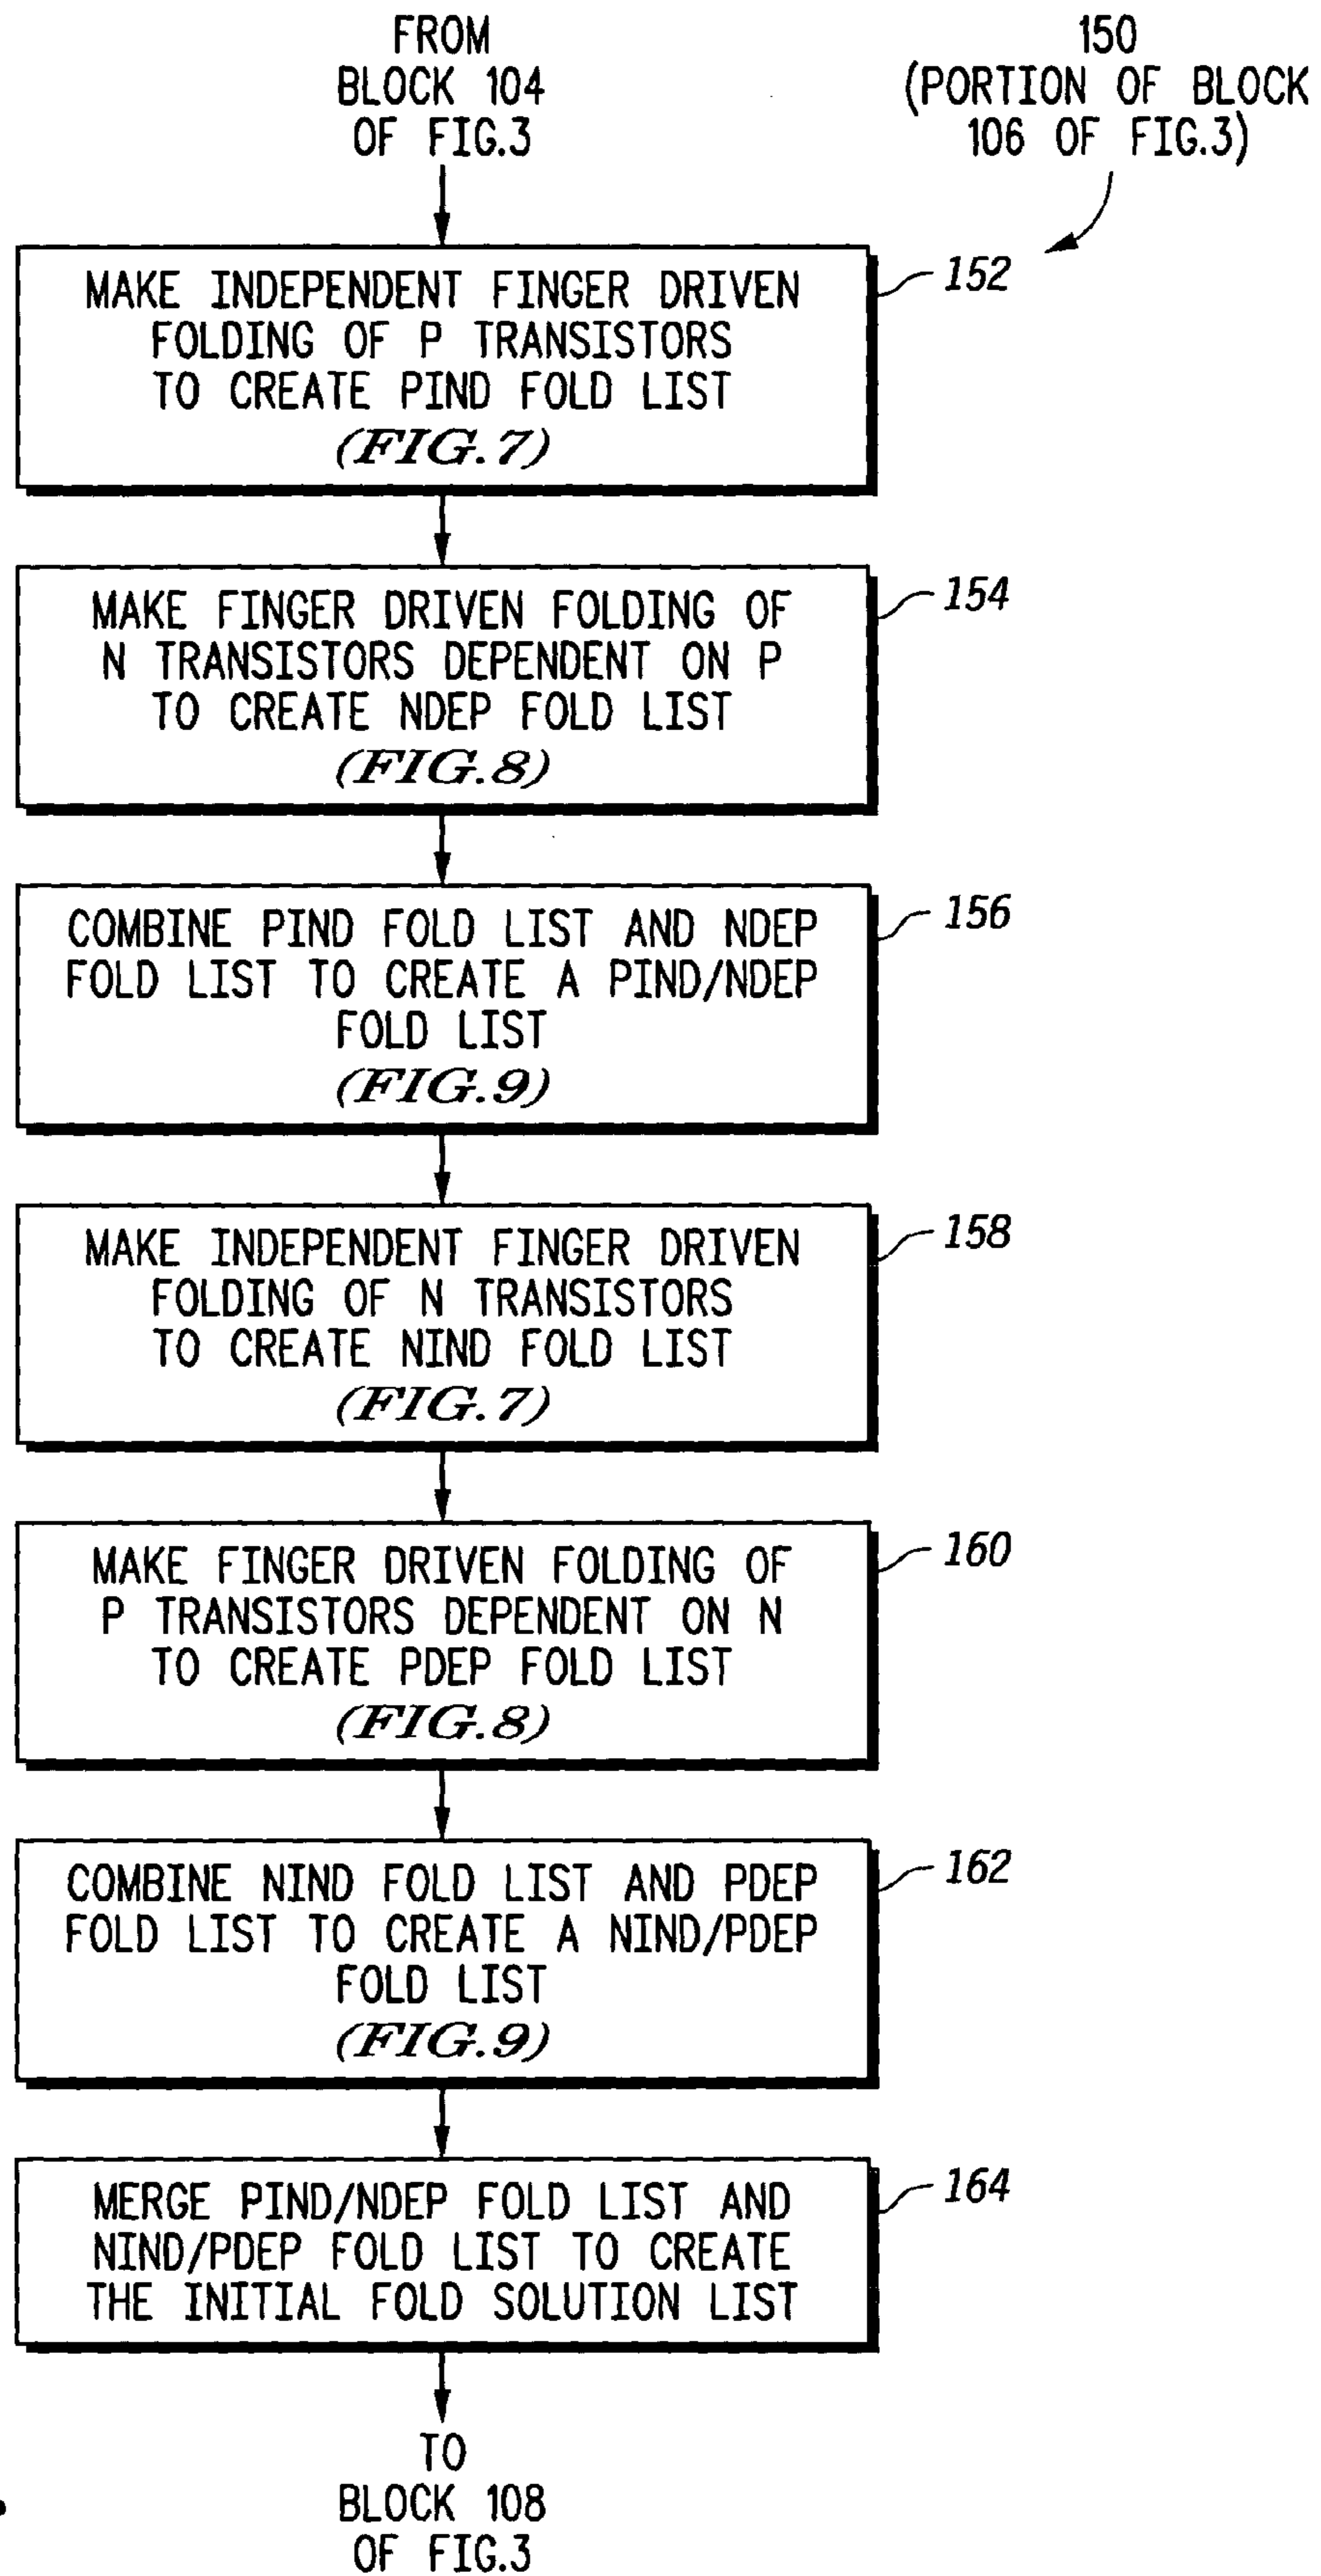 FROM
BLOCK 104
OF FIG.3
150
(PORTION OF BLOCK
106 OF FIG.3)
MAKE INDEPENDENT FINGER DRIVEN
FOLDING OF P TRANSISTORS
TO CREATE PIND FOLD LIST
(FIG.7)
152
MAKE FINGER DRIVEN FOLDING OF
N TRANSISTORS DEPENDENT ON P
TO CREATE NDEP FOLD LIST
(FIG.8)
154
COMBINE PIND FOLD LIST AND NDEP
FOLD LIST TO CREATE A PIND/NDEP
FOLD LIST
(FIG.9)
156
MAKE INDEPENDENT FINGER DRIVEN
FOLDING OF N TRANSISTORS
TO CREATE NIND FOLD LIST
(FIG.7)
158
MAKE FINGER DRIVEN FOLDING OF
P TRANSISTORS DEPENDENT ON N
TO CREATE PDEP FOLD LIST
(FIG.8)
160
COMBINE NIND FOLD LIST AND PDEP
FOLD LIST TO CREATE A NIND/PDEP
FOLD LIST
(FIG.9)
162
MERGE PIND/NDEP FOLD LIST AND
NIND/PDEP FOLD LIST TO CREATE
THE INITIAL FOLD SOLUTION LIST
164
TO
BLOCK 108
OF FIG.3